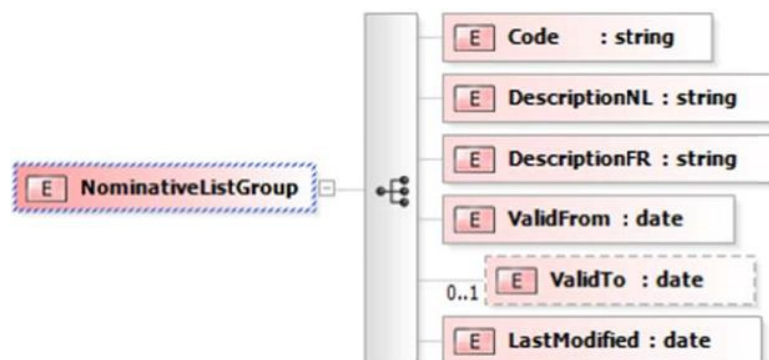 E Code : string
E DescriptionNL : string
E DescriptionFR : string
E NominativeListGroup
E ValidFrom : date
0..1 E ValidTo : date
E LastModified : date